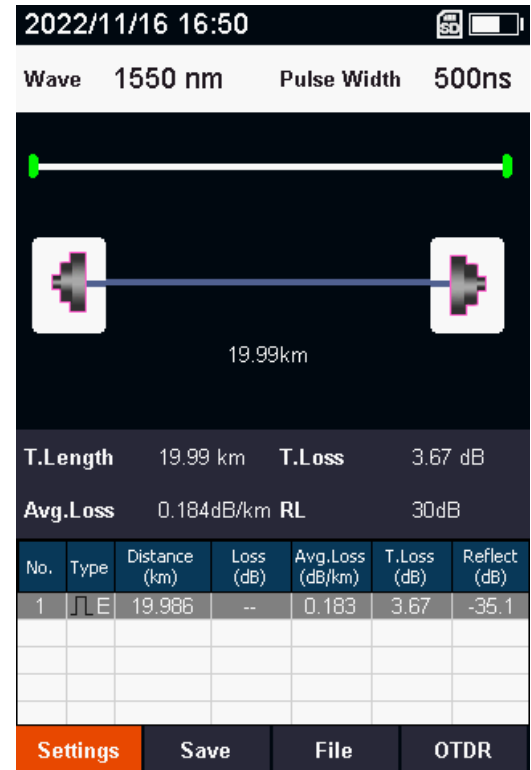 2022/11/16 16:50 SD
Wave 1550 nm Pulse Width 500ns
19.99km
T.Length 19.99 km T.Loss 3.67 dB
Avg.Loss 0.184dB/km RL 30dB
No. Type Distance (km) Loss (dB) Avg.Loss (dB/km) T.Loss (dB) Reflect (dB)
1 E 19.986 -- 0.183 3.67 -35.1
Settings Save File OTDR